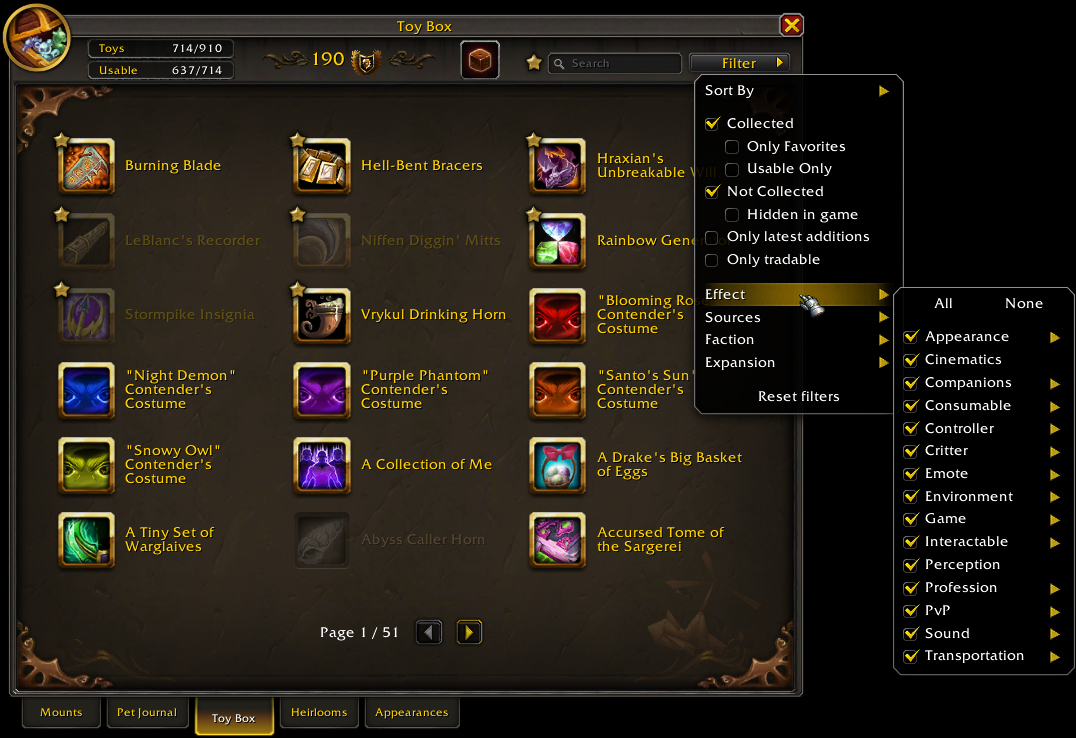 Toy Box
Toys 714/910
Usable 637/714
190
Search
Filter
Burning Blade
Hell-Bent Bracers
Hraxian's
Unbreakable Will
LeBlanc's Recorder
Niffen Diggin' Mitts
Rainbow Gene
Stormpike Insignia
Vrykul Drinking Horn
"Blooming Ro
Contender's
Costume
"Night Demon"
Contender's
Costume
"Purple Phantom"
Contender's
Costume
"Santo's Sun"
Contender's
Costume
"Snowy Owl"
Contender's
Costume
A Collection of Me
A Drake's Big Basket
of Eggs
A Tiny Set of
Warglaives
Abyss Caller Horn
Accursed Tome of
the Sargerei
Page 1 / 51
Mounts
Pet Journal
Toy Box
Heirlooms
Appearances
Sort By
Collected
Only Favorites
Usable Only
Not Collected
Hidden in game
Only latest additions
Only tradable
Effect
Sources
Faction
Expansion
Reset filters
All None
Appearance
Cinematics
Companions
Consumable
Controller
Critter
Emote
Environment
Game
Interactable
Perception
Profession
PvP
Sound
Transportation